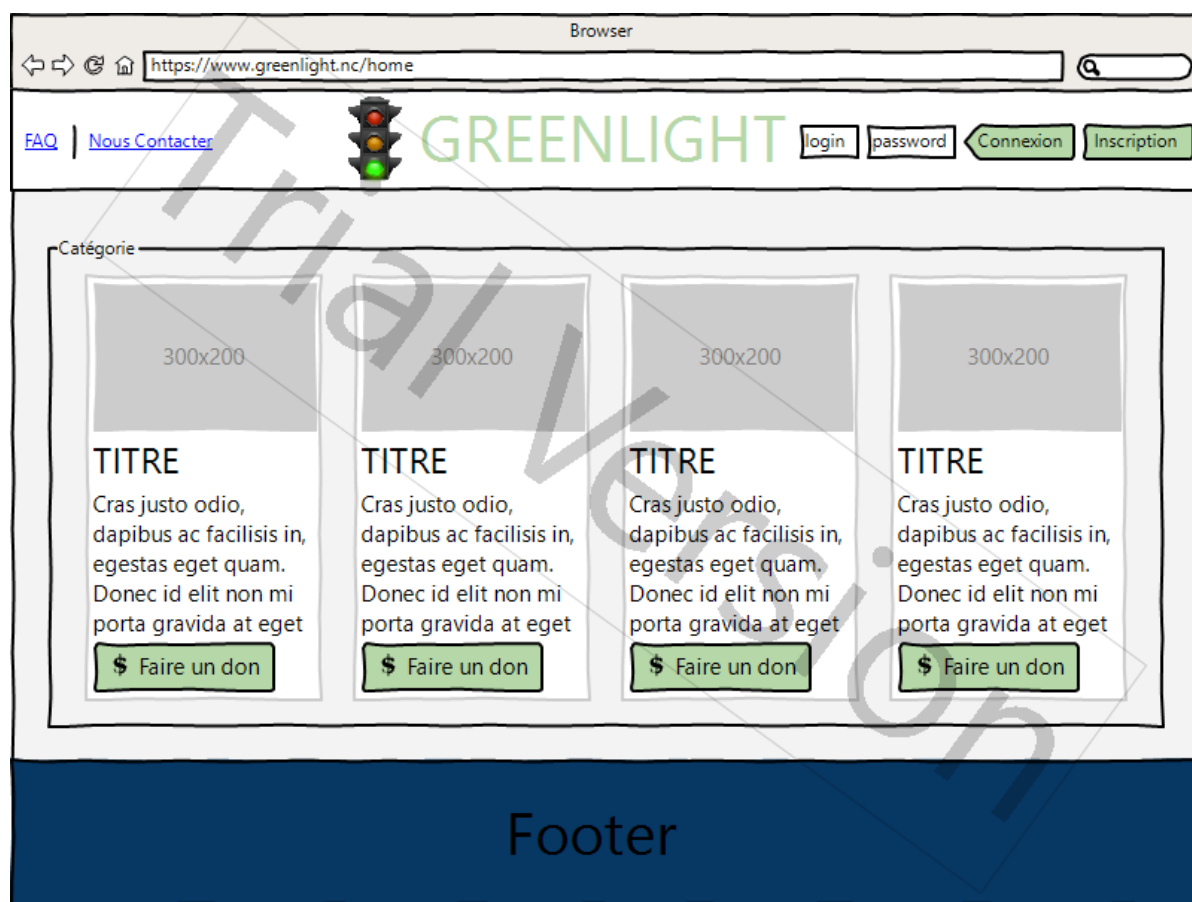 Browser
https://www.greenlight.nc/home
FAQ
Nous Contacter
GREENLIGHT
login
password
Connexion
Inscription
Catégorie
300x200
TITRE
Cras justo odio,
dapibus ac facilisis in,
egestas eget quam.
Donec id elit non mi
porta gravida at eget
$ Faire un don
300x200
TITRE
Cras justo odio,
dapibus ac facilisis in,
egestas eget quam.
Donec id elit non mi
porta gravida at eget
$ Faire un don
300x200
TITRE
Cras justo odio,
dapibus ac facilisis in,
egestas eget quam.
Donec id elit non mi
porta gravida at eget
$ Faire un don
300x200
TITRE
Cras justo odio,
dapibus ac facilisis in,
egestas eget quam.
Donec id elit non mi
porta gravida at eget
$ Faire un don
Footer
Trial Version